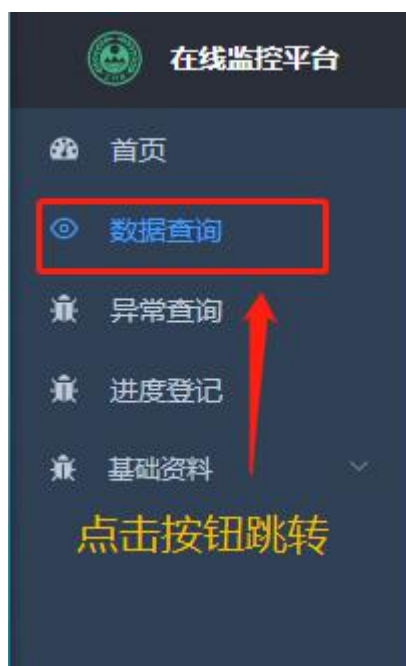 在线监控平台
首页
数据查询
异常查询
进度登记
基础资料
点击按钮跳转